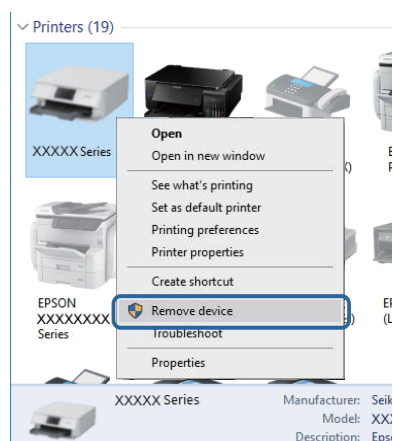 Printers (19)
XXXXX Series
Open
Open in new window
See what's printing
Set as default printer
Printing preferences
Printer properties
Create shortcut
Remove device
Troubleshoot
Properties
EPSON
XXXXXXXX
Series
XXXXX Series
Manufacturer:
Model:
Description: